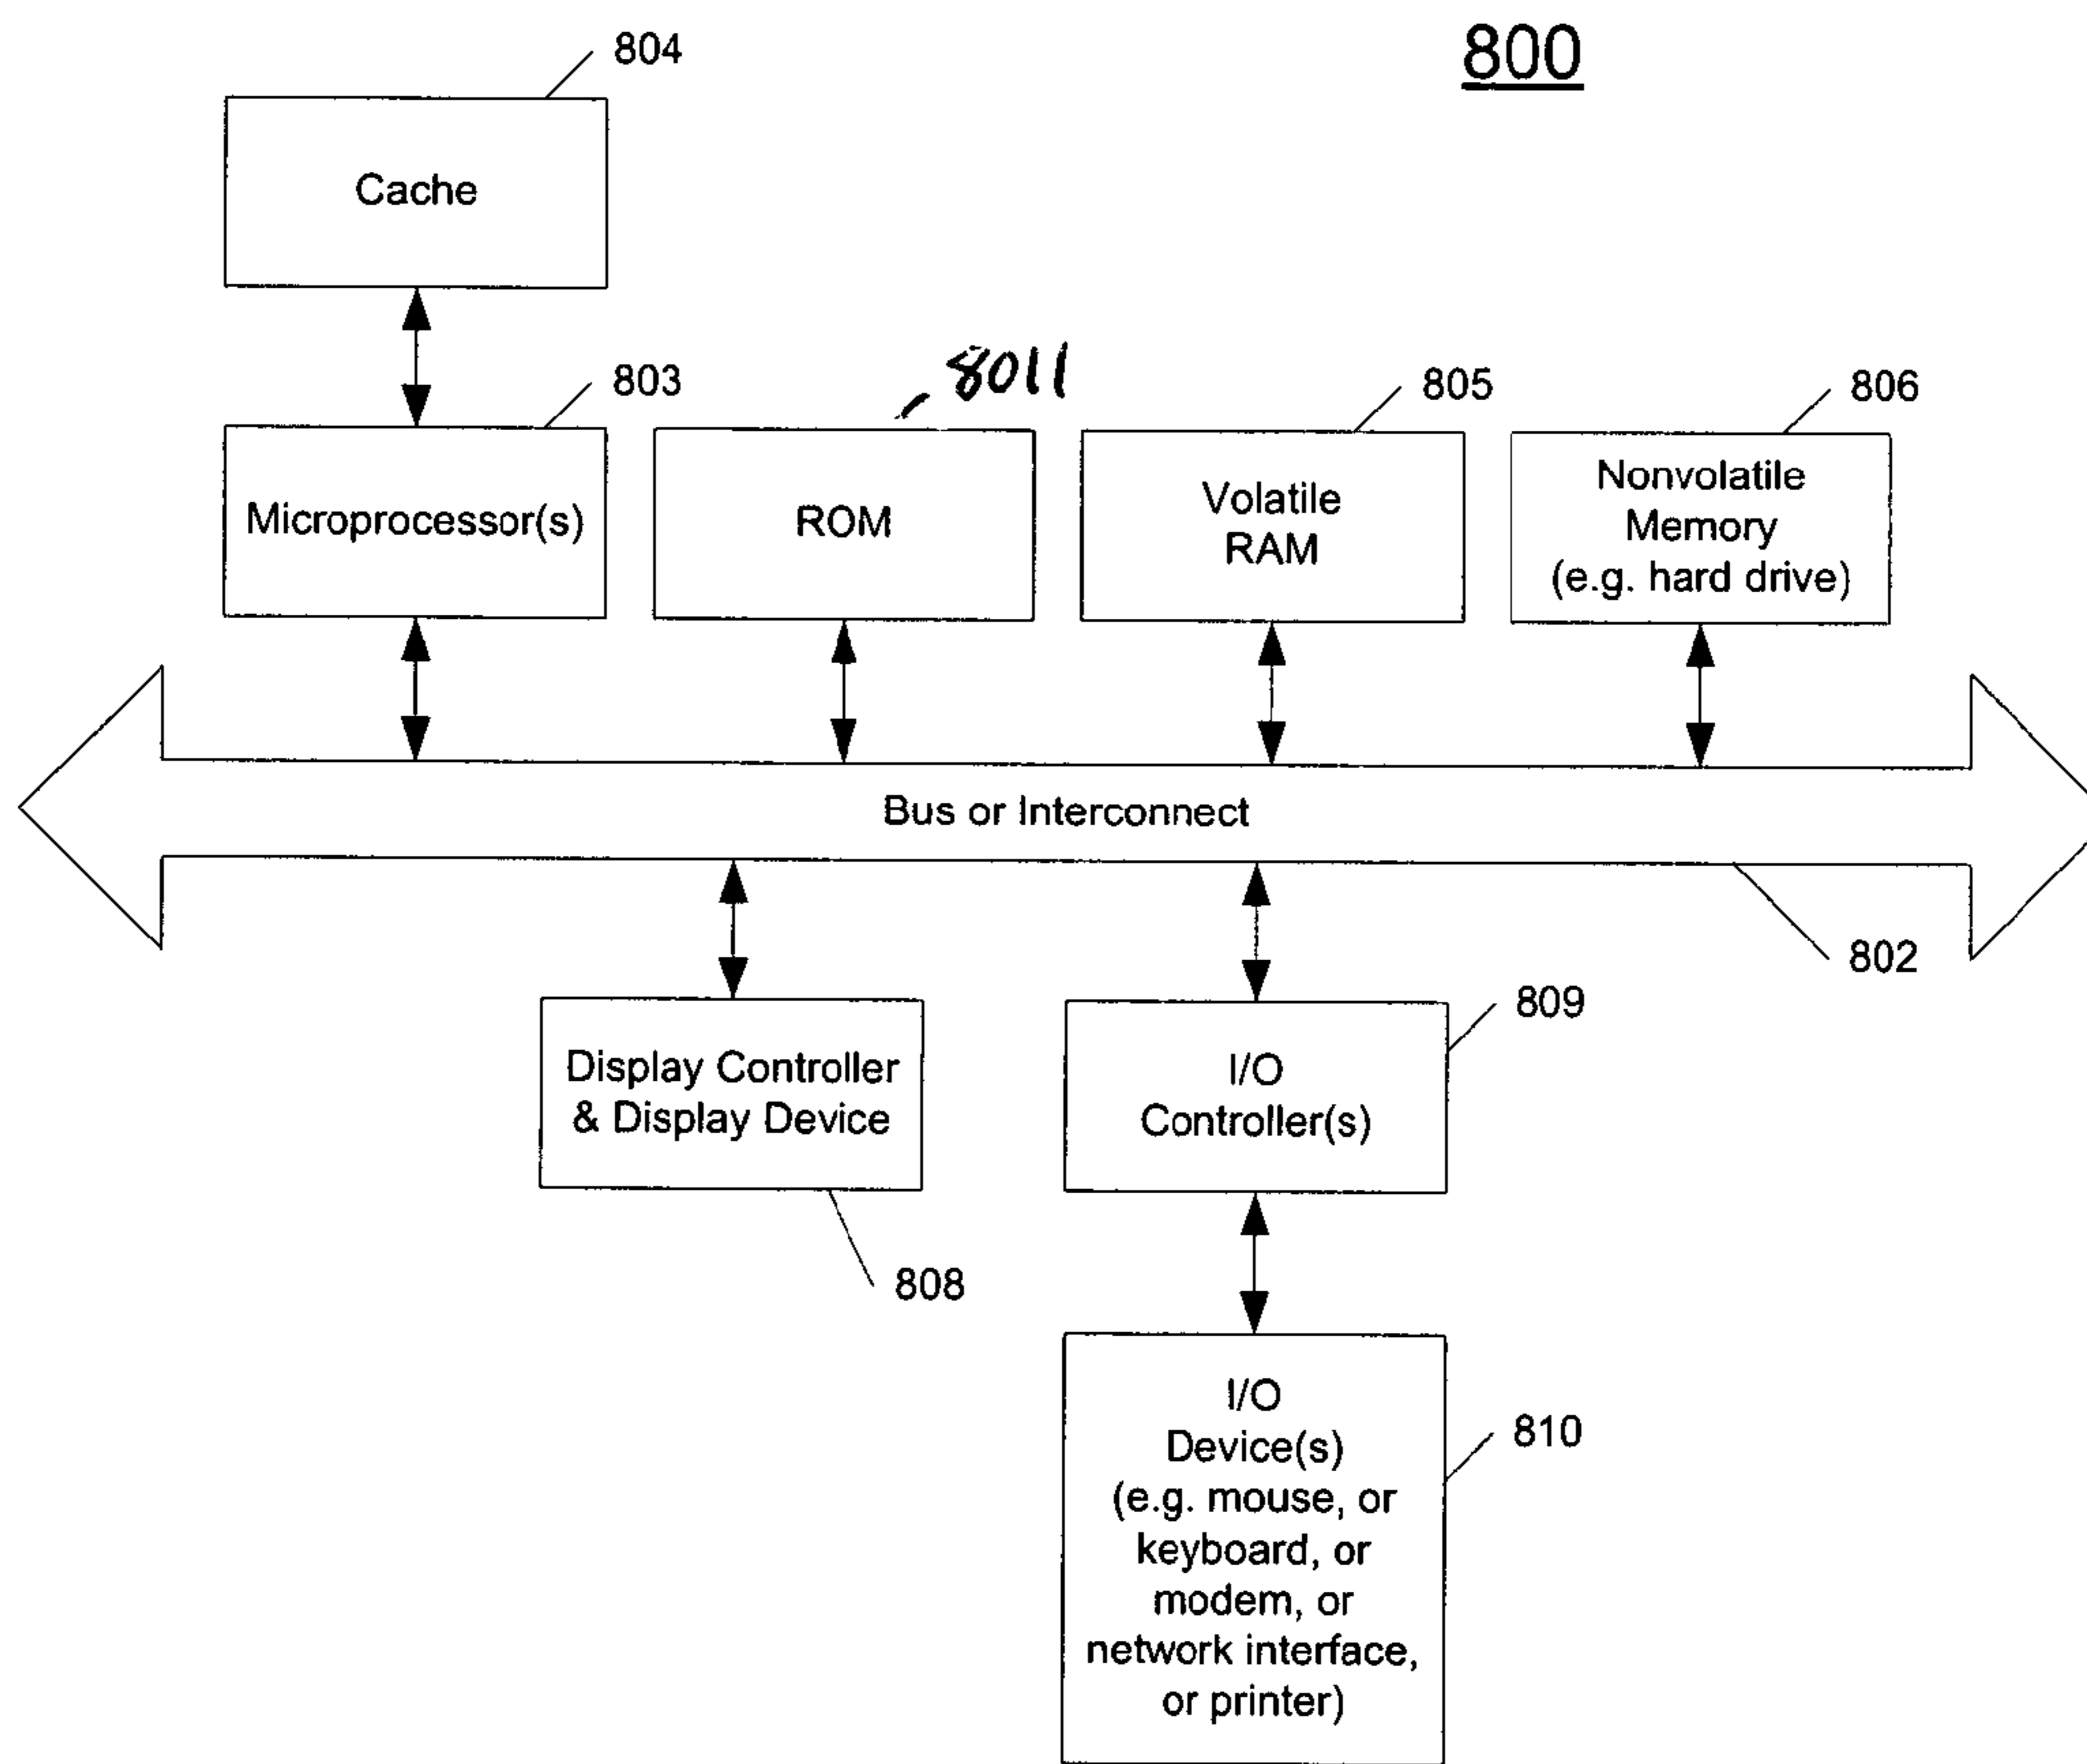 800
804
Cache
803
8011
805
806
Microprocessor(s)
ROM
Volatile
RAM
Nonvolatile
Memory
(e.g. hard drive)
Bus or Interconnect
802
809
Display Controller
& Display Device
I/O
Controller(s)
808
810
I/O
Device(s)
(e.g. mouse, or
keyboard, or
modem, or
network interface,
or printer)